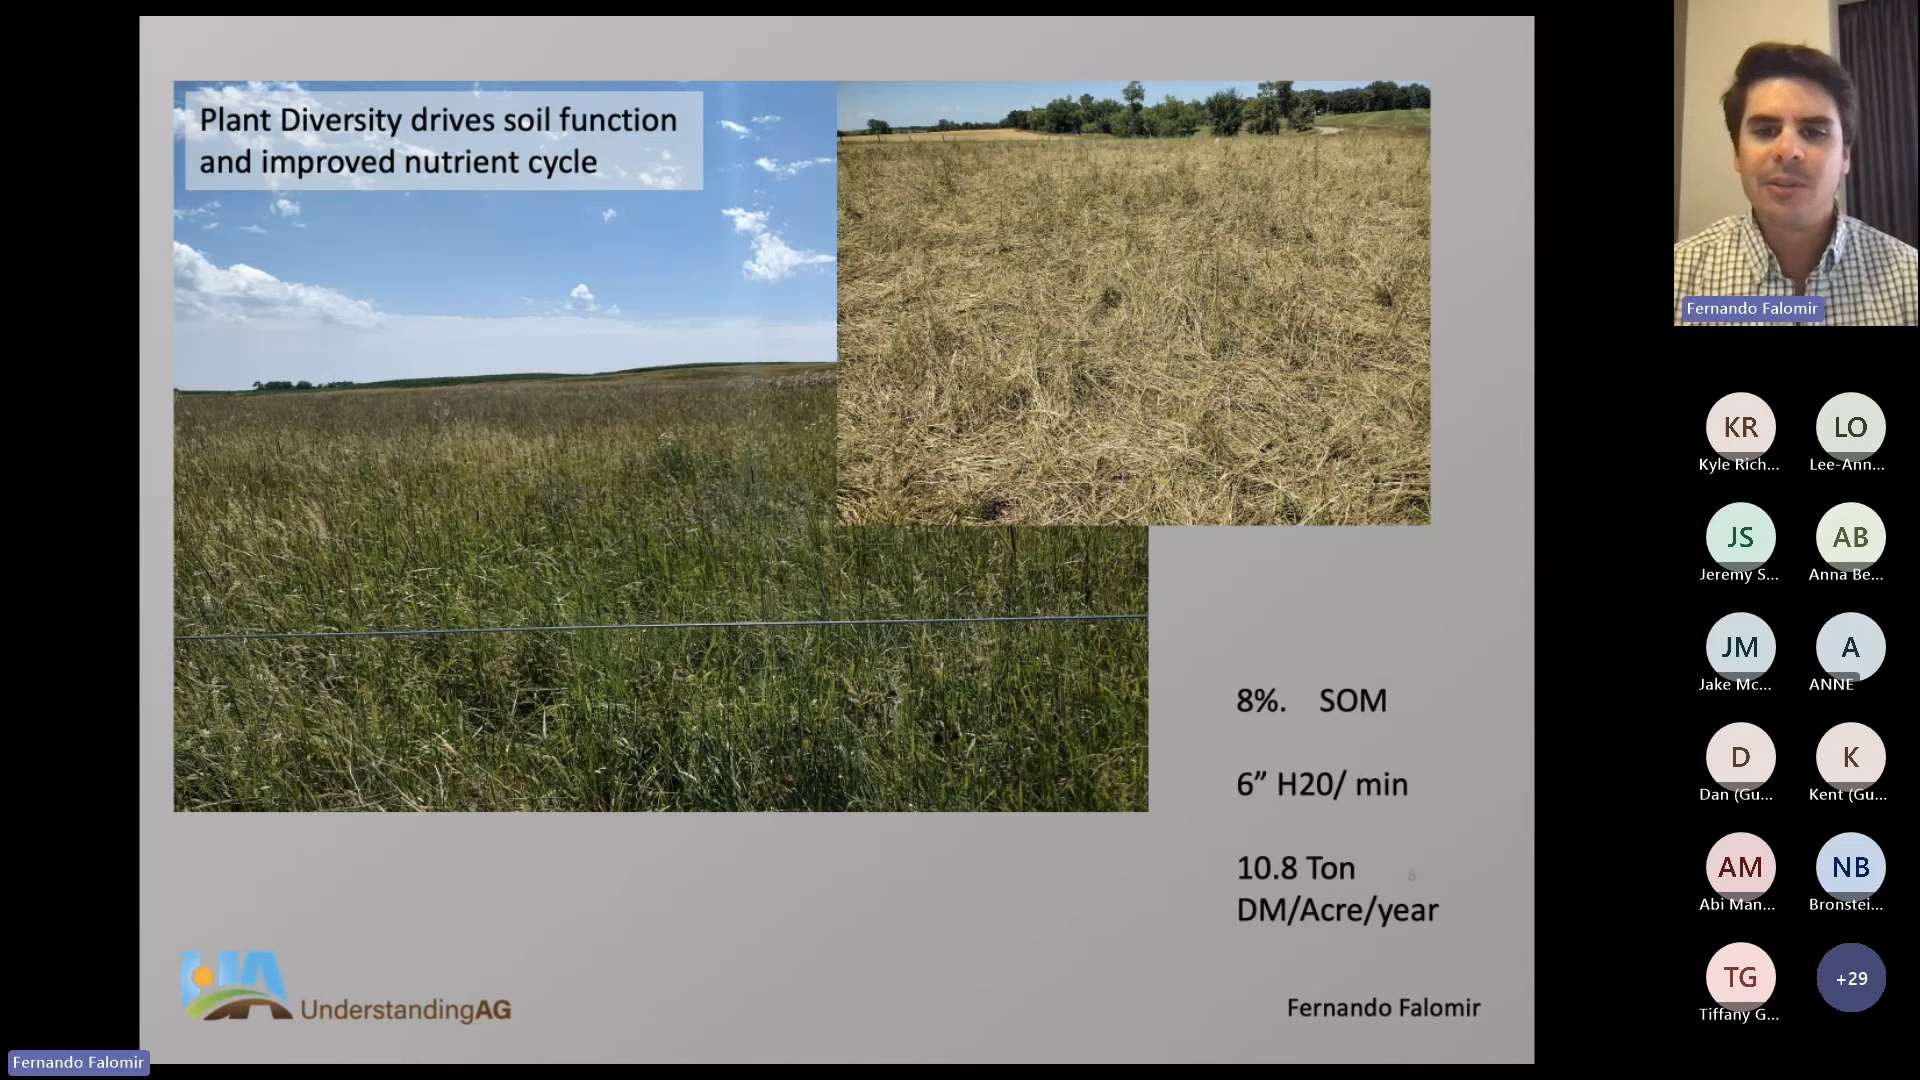 Plant Diversity drives soil function
and improved nutrient cycle
8%. SOM
6” H20/ min
10.8 Ton
8
DM/Acre/year
UA
UnderstandingAG
Fernando Falomir
Fernando Falomir
Fernando Falomir
KR
LO
Kyle Rich...
Lee-Ann...
JS
AB
Jeremy S...
Anna Be...
JM
A
Jake Mc...
ANNE
D
K
Dan (Gu...
Kent (Gu...
AM
NB
Abi Man...
Bronstei...
TG
+29
Tiffany G...